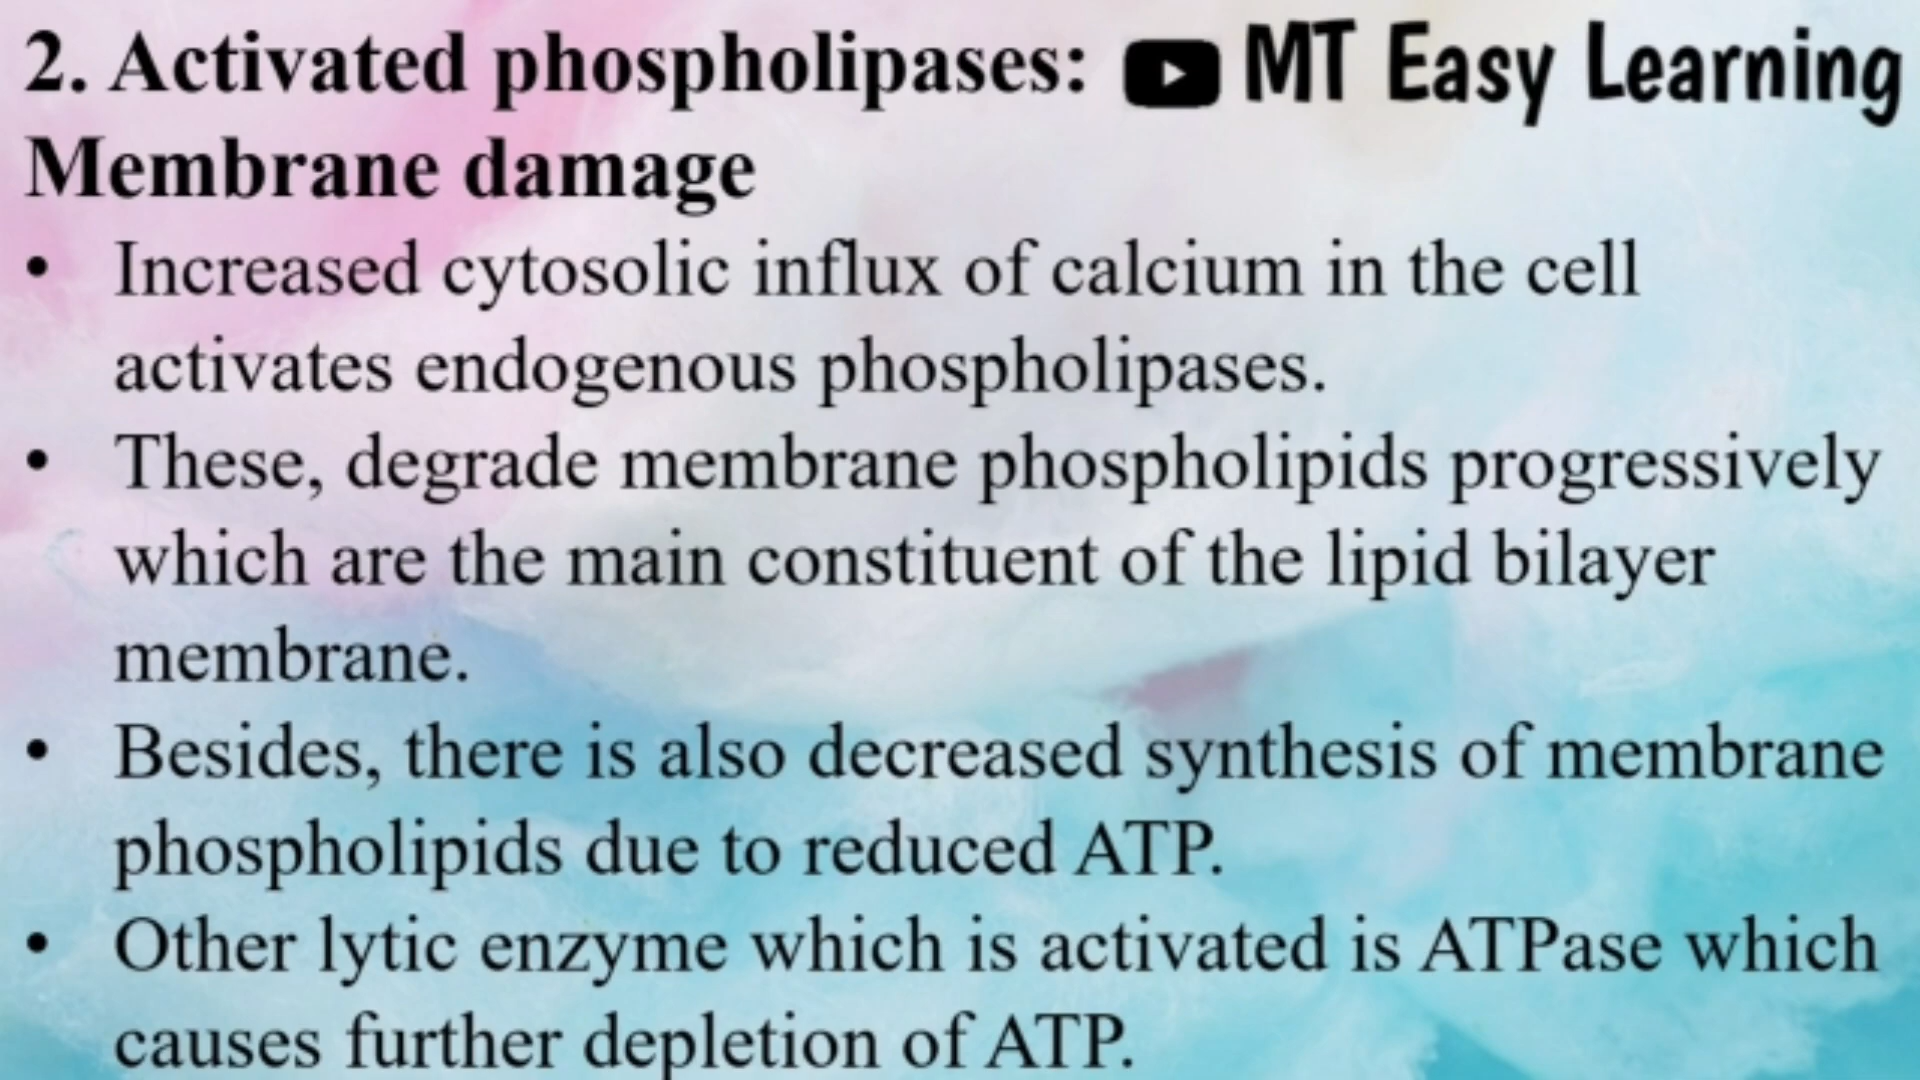 2. Activated phospholipases: MT Easy Learning
Membrane damage
• Increased cytosolic influx of calcium in the cell
activates endogenous phospholipases.
• These, degrade membrane phospholipids progressively
which are the main constituent of the lipid bilayer
membrane.
• Besides, there is also decreased synthesis of membrane
phospholipids due to reduced ATP.
• Other lytic enzyme which is activated is ATPase which
causes further depletion of ATP.